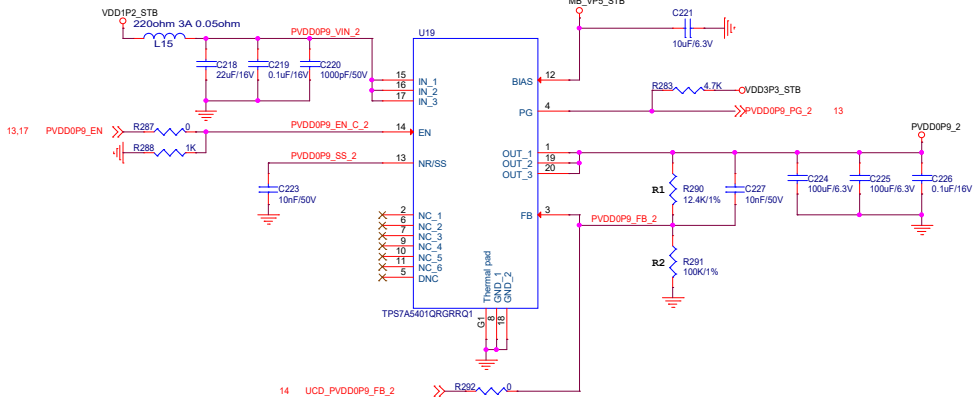 VDD1P2_STB
220ohm 3A 0.05ohm
L15
PVDD0P9_VIN_2
C218
22uF/16V
C219
0.1uF/16V
C220
1000pF/50V
U19
MB_VP5_STB
C221
10uF/6.3V
15
16
17
IN_1
IN_2
IN_3
BIAS
12
PG
4
R283
4.7K
VDD3P3_STB
PVDD0P9_PG_2
13
13,17
PVDD0P9_EN
R287
0
PVDD0P9_EN_C_2
14
EN
R288
1K
PVDD0P9_SS_2
13
NR/SS
C223
10nF/50V
OUT_1
OUT_2
OUT_3
1
19
20
PVDD0P9_2
R1
R290
12.4K/1%
C227
10nF/50V
C224
100uF/6.3V
C225
100uF/6.3V
C226
0.1uF/16V
FB
3
PVDD0P9_FB_2
R2
R291
100K/1%
2
6
7
9
10
11
5
NC_1
NC_2
NC_3
NC_4
NC_5
NC_6
DNC
Thermal pad
GND_1
GND_2
TPS7A5401QRGRRQ1
G1
8
18
14
UCD_PVDD0P9_FB_2
R292
0